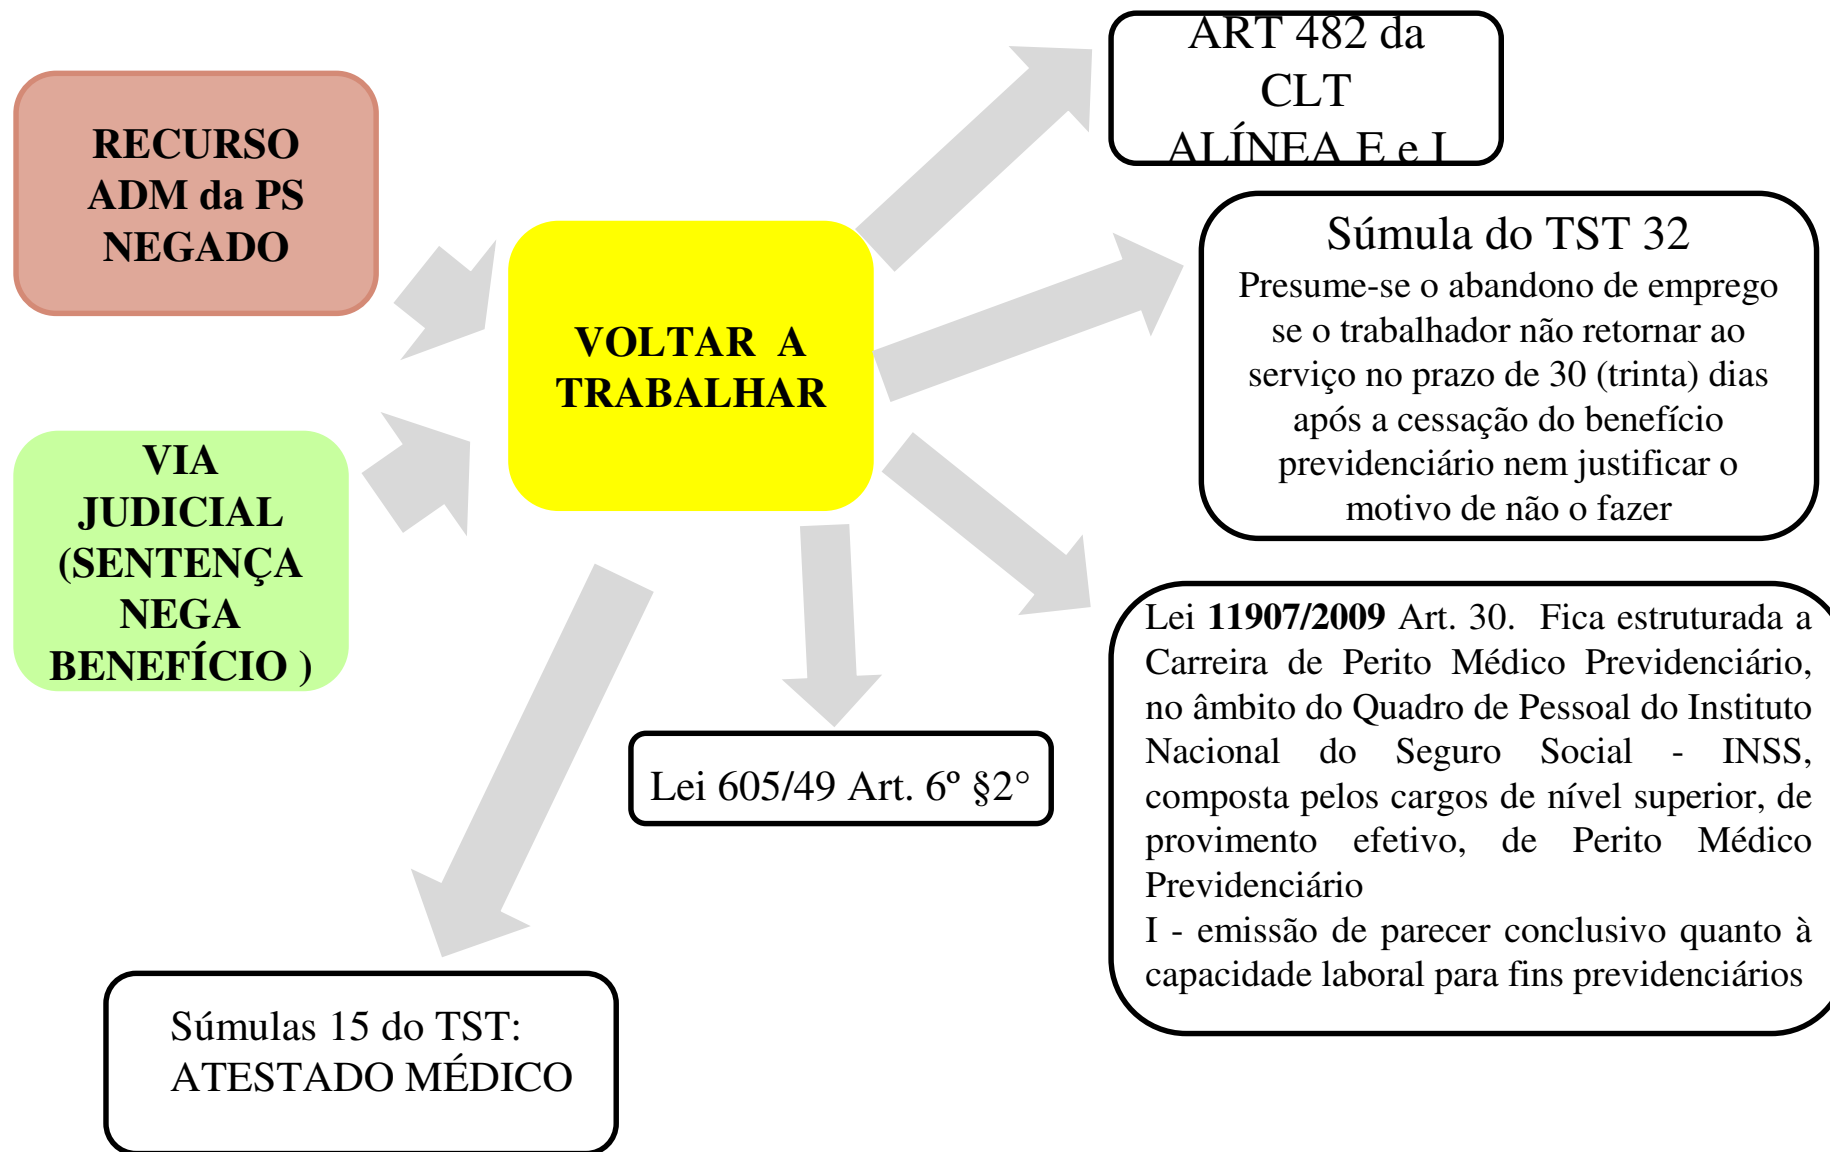 RECURSO
ADM da PS
NEGADO
VIA
JUDICIAL
(SENTENÇA
NEGA
BENEFÍCIO )
VOLTAR A
TRABALHAR
ART 482 da
CLT
ALÍNEA E e I
Súmula do TST 32
Presume-se o abandono de emprego
se o trabalhador não retornar ao
serviço no prazo de 30 (trinta) dias
após a cessação do benefício
previdenciário nem justificar o
motivo de não o fazer
Lei 11907/2009 Art. 30. Fica estruturada a
Carreira de Perito Médico Previdenciário,
no âmbito do Quadro de Pessoal do Instituto
Nacional do Seguro Social - INSS,
composta pelos cargos de nível superior, de
provimento efetivo, de Perito Médico
Previdenciário
I - emissão de parecer conclusivo quanto à
capacidade laboral para fins previdenciários
Lei 605/49 Art. 6º §2°
Súmulas 15 do TST:
ATESTADO MÉDICO